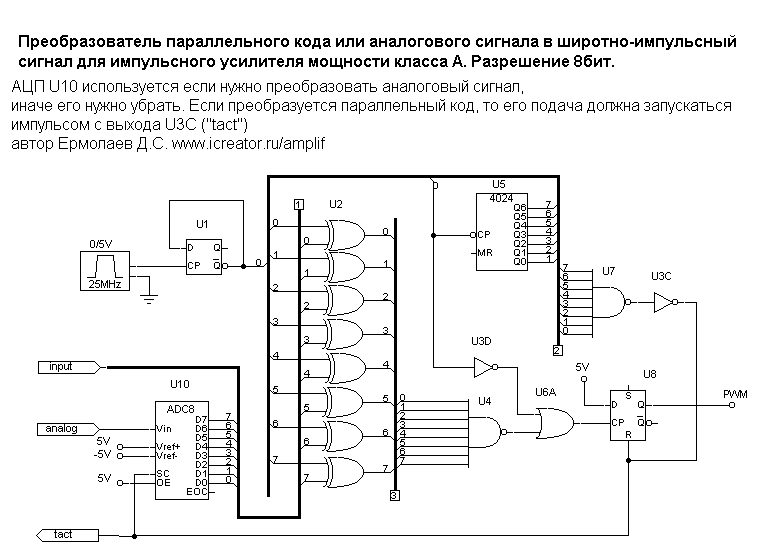 Преобразователь параллельного кода или аналогового сигнала в широтно-импульсный
сигнал для импульсного усилителя мощности класса А. Разрешение 8бит.
АЦП U10 используется если нужно преобразовать аналоговый сигнал,
иначе его нужно убрать. Если преобразуется параллельный код, то его подача должна запускаться
импульсом с выхода U3C ("tact")
автор Ермолаев Д.С. www.icreator.ru/amplif
0/5V
25MHz
U1
D Q
CP Q
0
1
U2
0 0 0
1 1 1
2 2 2
3 3 3
4 4 4
5 5 5
6 6 6
7 7 7
3
0
U5
4024
CP
MR
Q6 7
Q5 6
Q4 5
Q3 4
Q2 3
Q1 2
Q0 1
2
7
6
5
4
3
2
1
0
U7
U3C
U3D
0
1
2
3
4
5
6
7
U4
U6A
5V
U8
S
D Q
CP Q
R
PWM
input
U10
ADC8
analog
Vin
5V
Vref+
-5V
Vref-
5V
SC
OE
D7 7
D6 6
D5 5
D4 4
D3 3
D2 2
D1 1
D0 0
EOC
tact